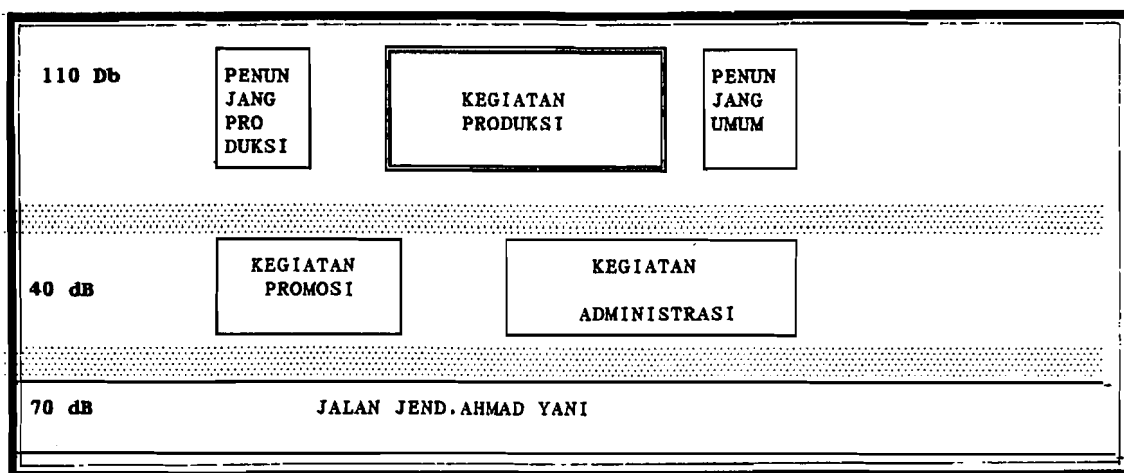 110 Db
PENUN
JANG
PRO
DUKSI
KEGIATAN
PRODUKSI
PENUN
JANG
UMUM
40 dB
KEGIATAN
PROMOSI
KEGIATAN
ADMINISTRASI
70 dB
JALAN JEND.AHMAD YANI